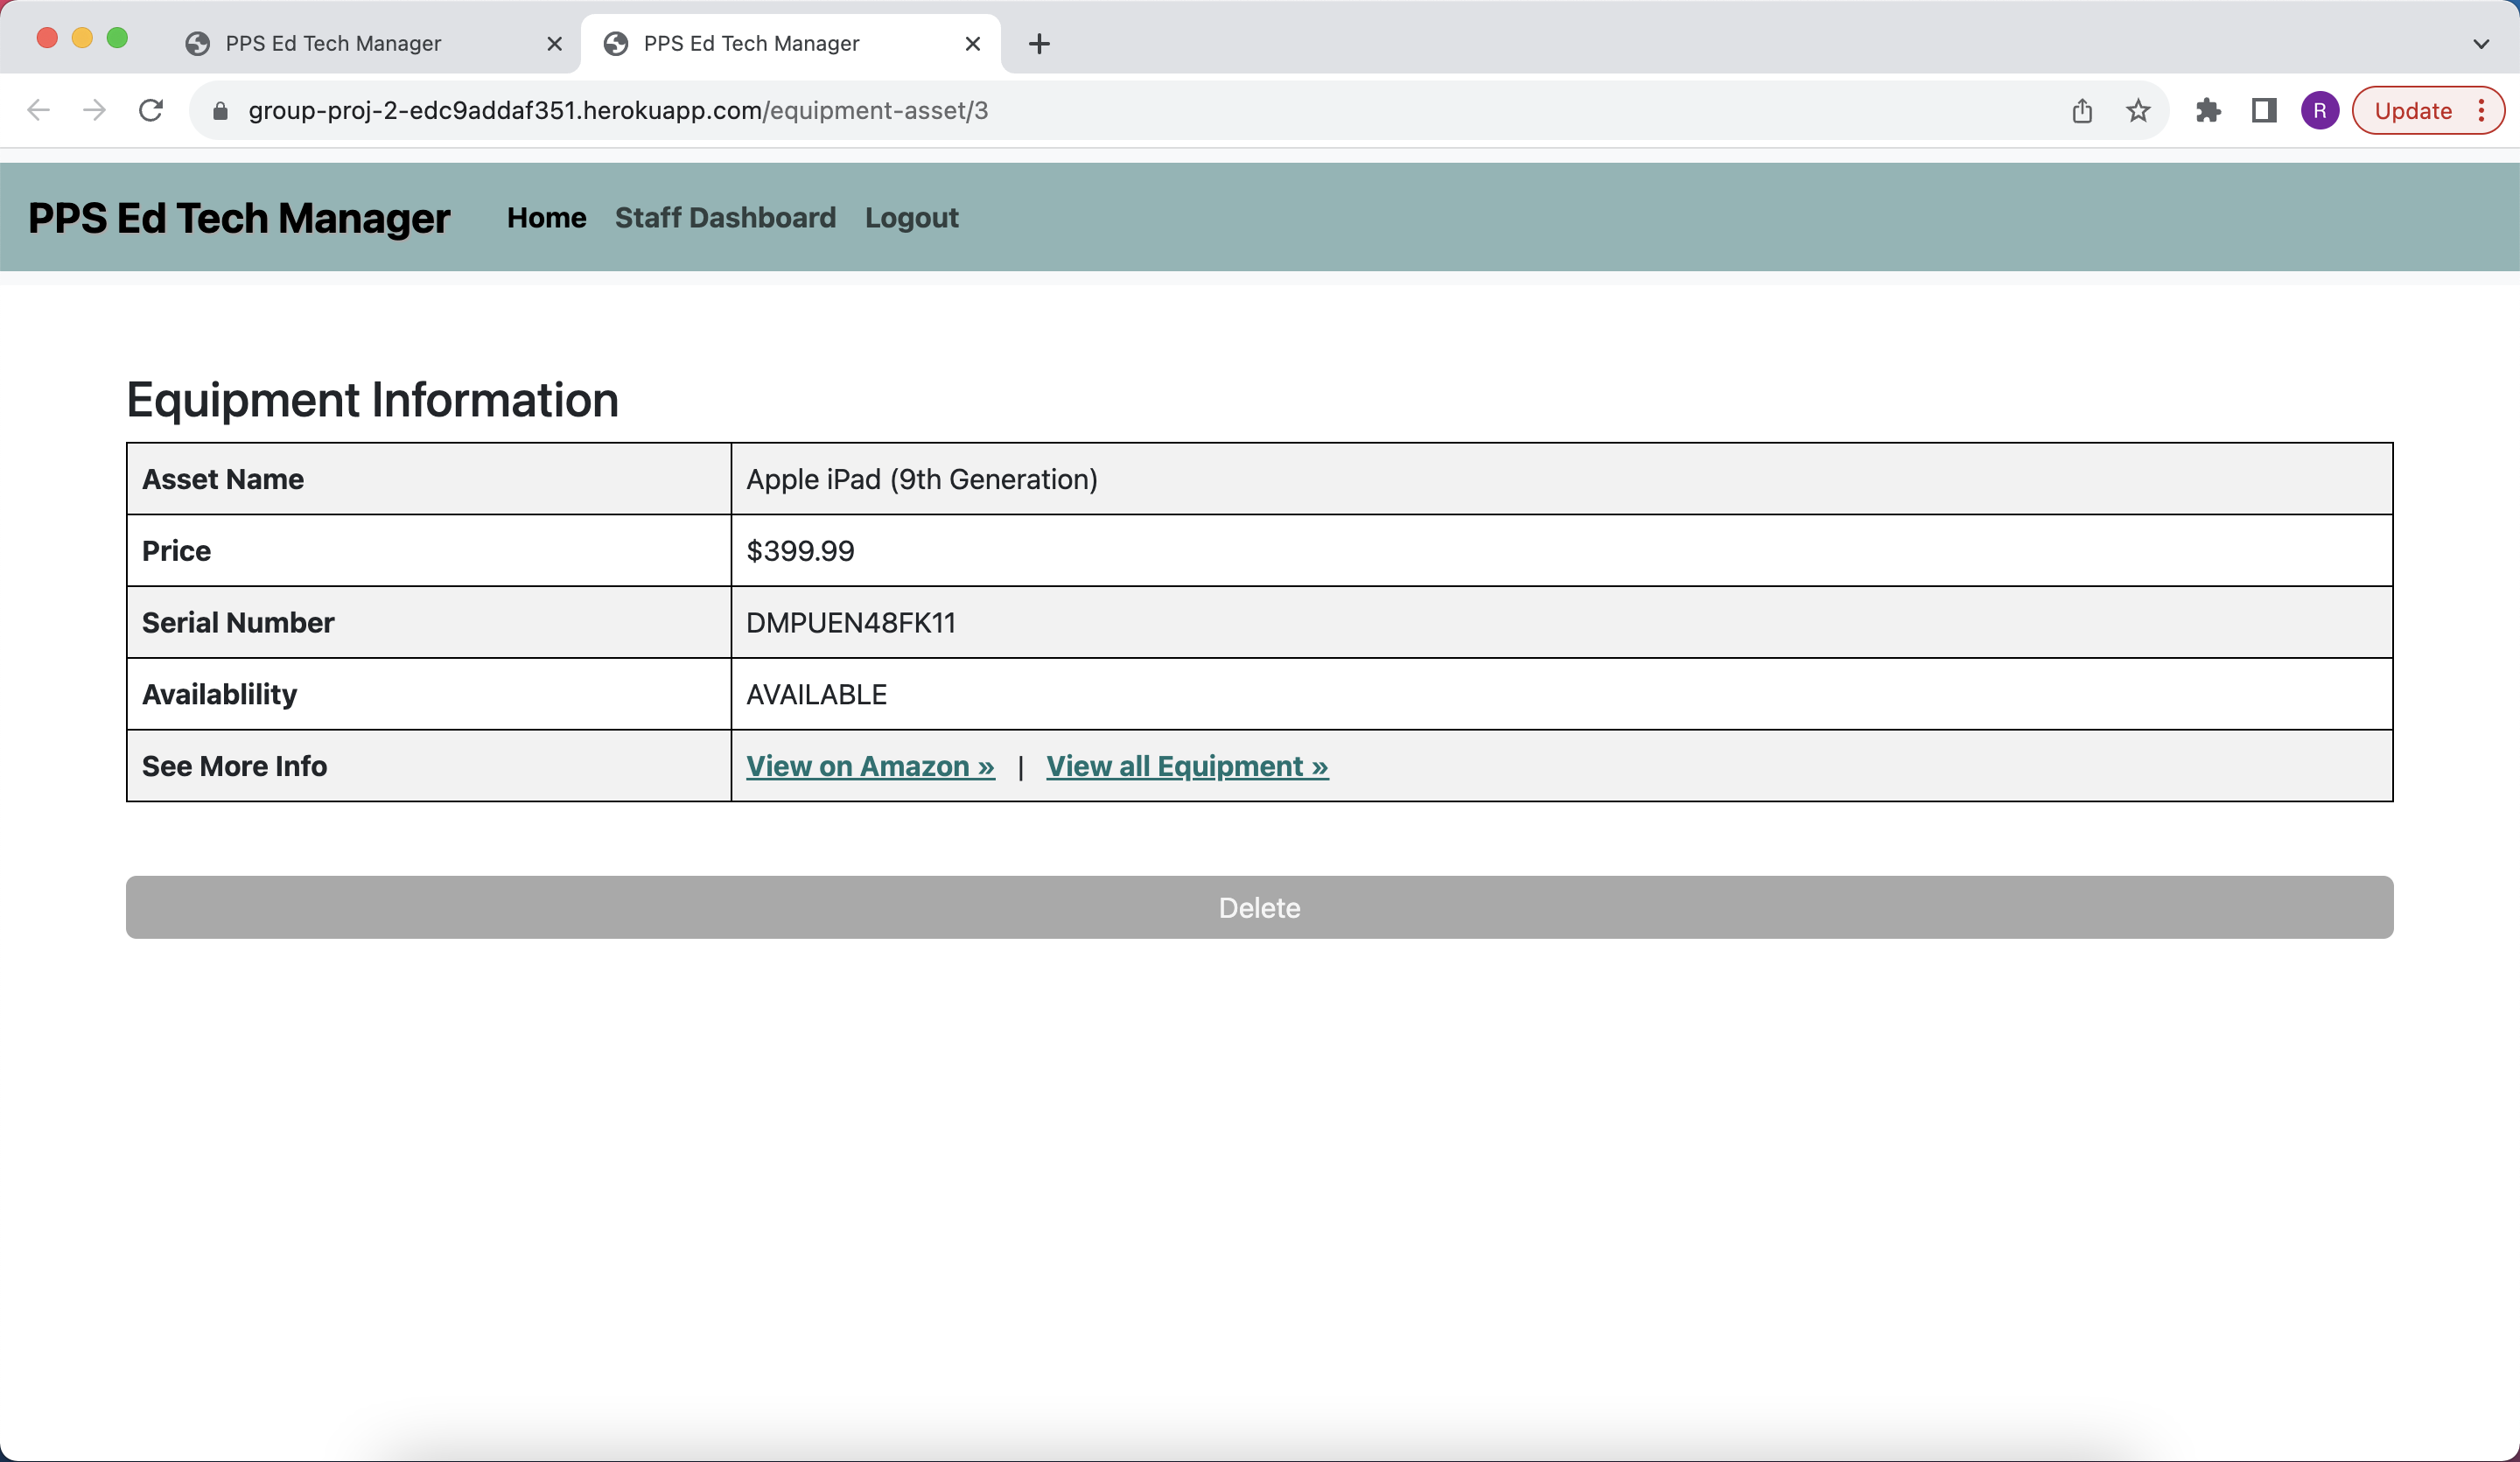 PPS Ed Tech Manager
PPS Ed Tech Manager
group-proj-2-edc9addaf351.herokuapp.com/equipment-asset/3
R
Update
PPS Ed Tech Manager Home Staff Dashboard Logout
Equipment Information
Asset Name Apple iPad (9th Generation)
Price $399.99
Serial Number DMPUEN48FK11
Availablility AVAILABLE
See More Info View on Amazon » | View all Equipment »
Delete